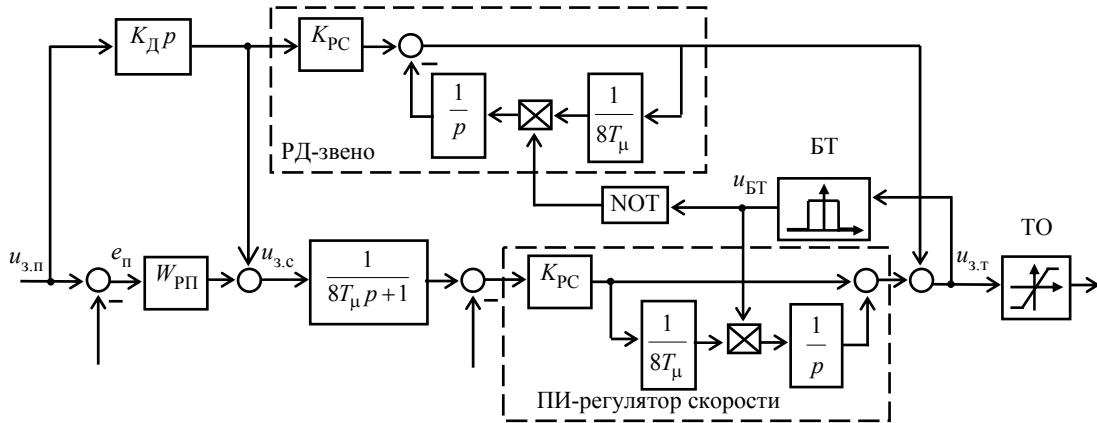 K_Д p
K_РС
1/p
1/(8T_μ)
РД-звено
БТ
u_БТ
NOT
ТО
u_з.п
e_п
W_РП
u_з.с
1/(8T_μ p+1)
K_РС
u_з.т
1/(8T_μ)
1/p
ПИ-регулятор скорости